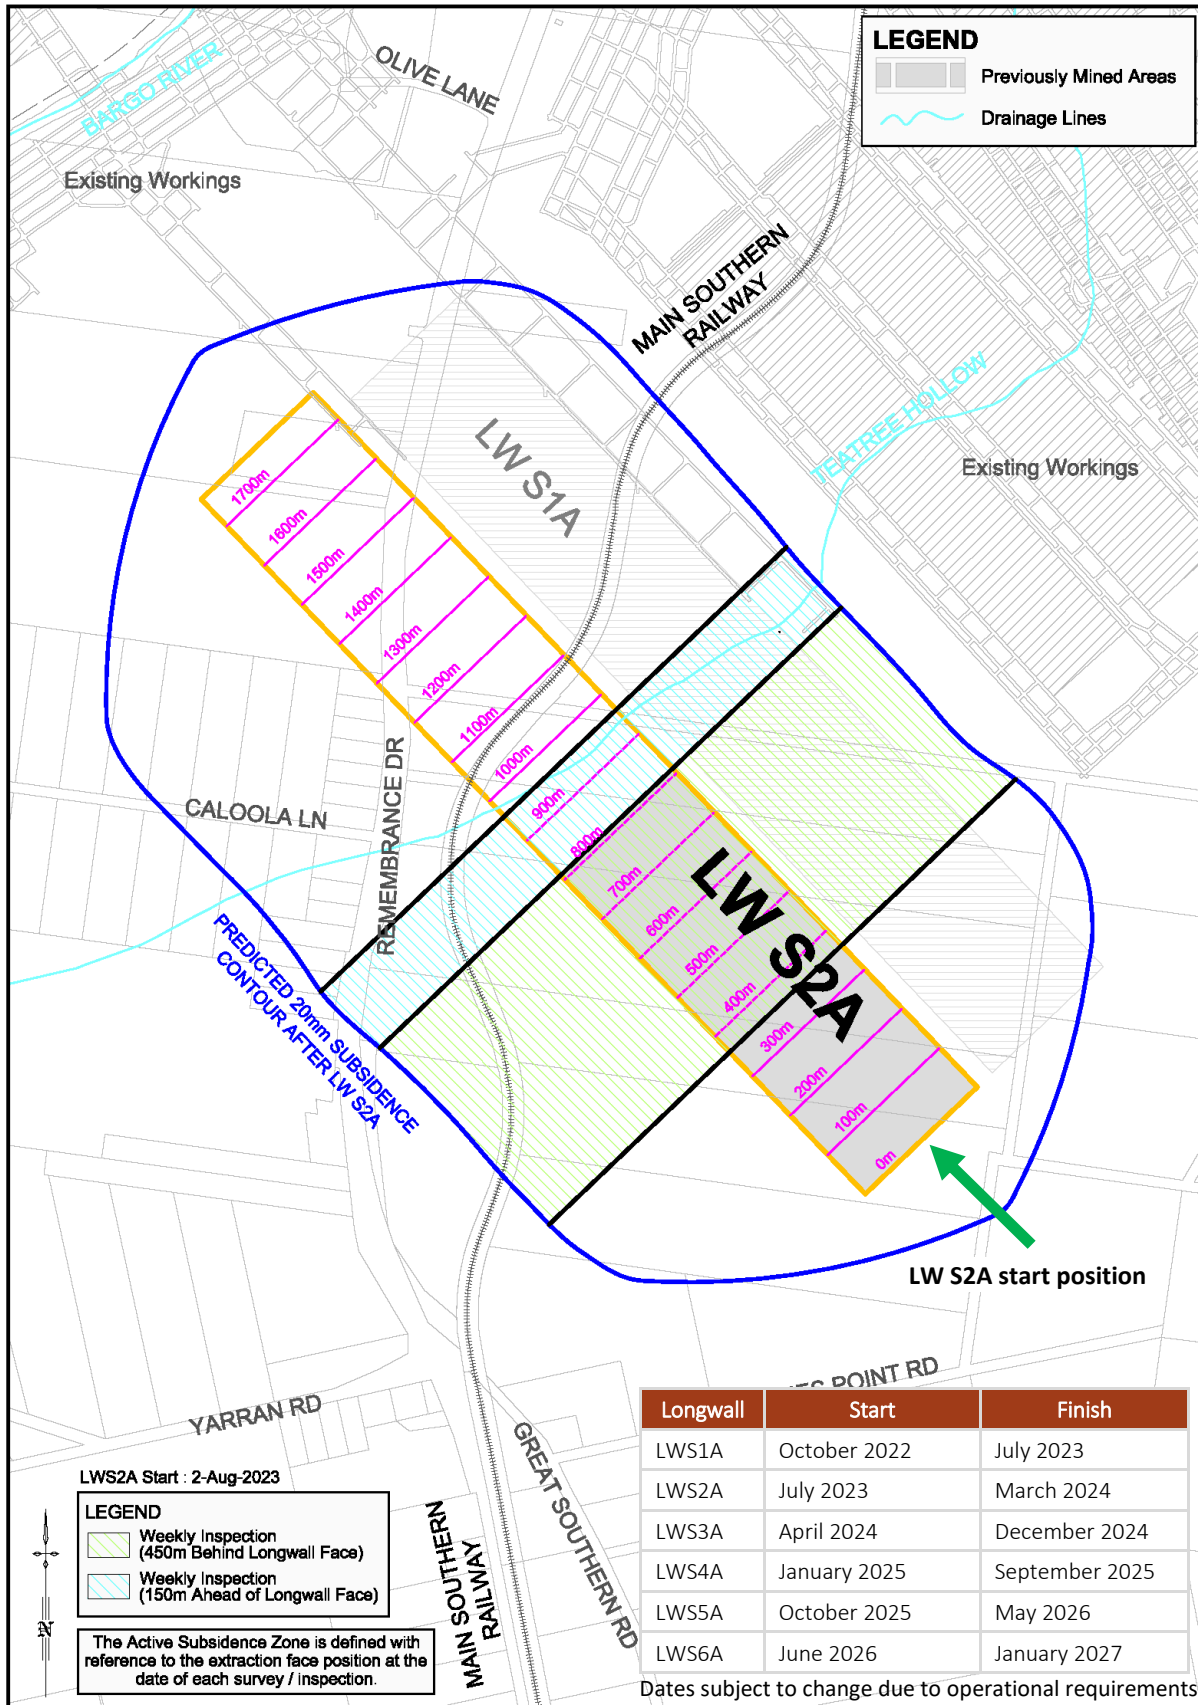 LEGEND
Previously Mined Areas
Drainage Lines
BARGO RIVER
OLIVE LANE
Existing Workings
MAIN SOUTHERN
RAILWAY
TEATREE HOLLOW
Existing Workings
LW S1A
1700m
1600m
1500m
1400m
1300m
1200m
1100m
1000m
900m
800m
700m
600m
500m
400m
300m
200m
100m
0m
LW S2A
CALOOLA LN
REMEMBRANCE DR
PREDICTED 20mm SUBSIDENCE
CONTOUR AFTER LW S2A
LW S2A start position
POINT RD
YARRAN RD
GREAT SOUTHERN RD
MAIN SOUTHERN
RAILWAY
LWS2A Start : 2-Aug-2023
LEGEND
Weekly Inspection
(450m Behind Longwall Face)
Weekly Inspection
(150m Ahead of Longwall Face)
N
The Active Subsidence Zone is defined with
reference to the extraction face position at the
date of each survey / inspection.
Longwall Start Finish
LWS1A October 2022 July 2023
LWS2A July 2023 March 2024
LWS3A April 2024 December 2024
LWS4A January 2025 September 2025
LWS5A October 2025 May 2026
LWS6A June 2026 January 2027
Dates subject to change due to operational requirements